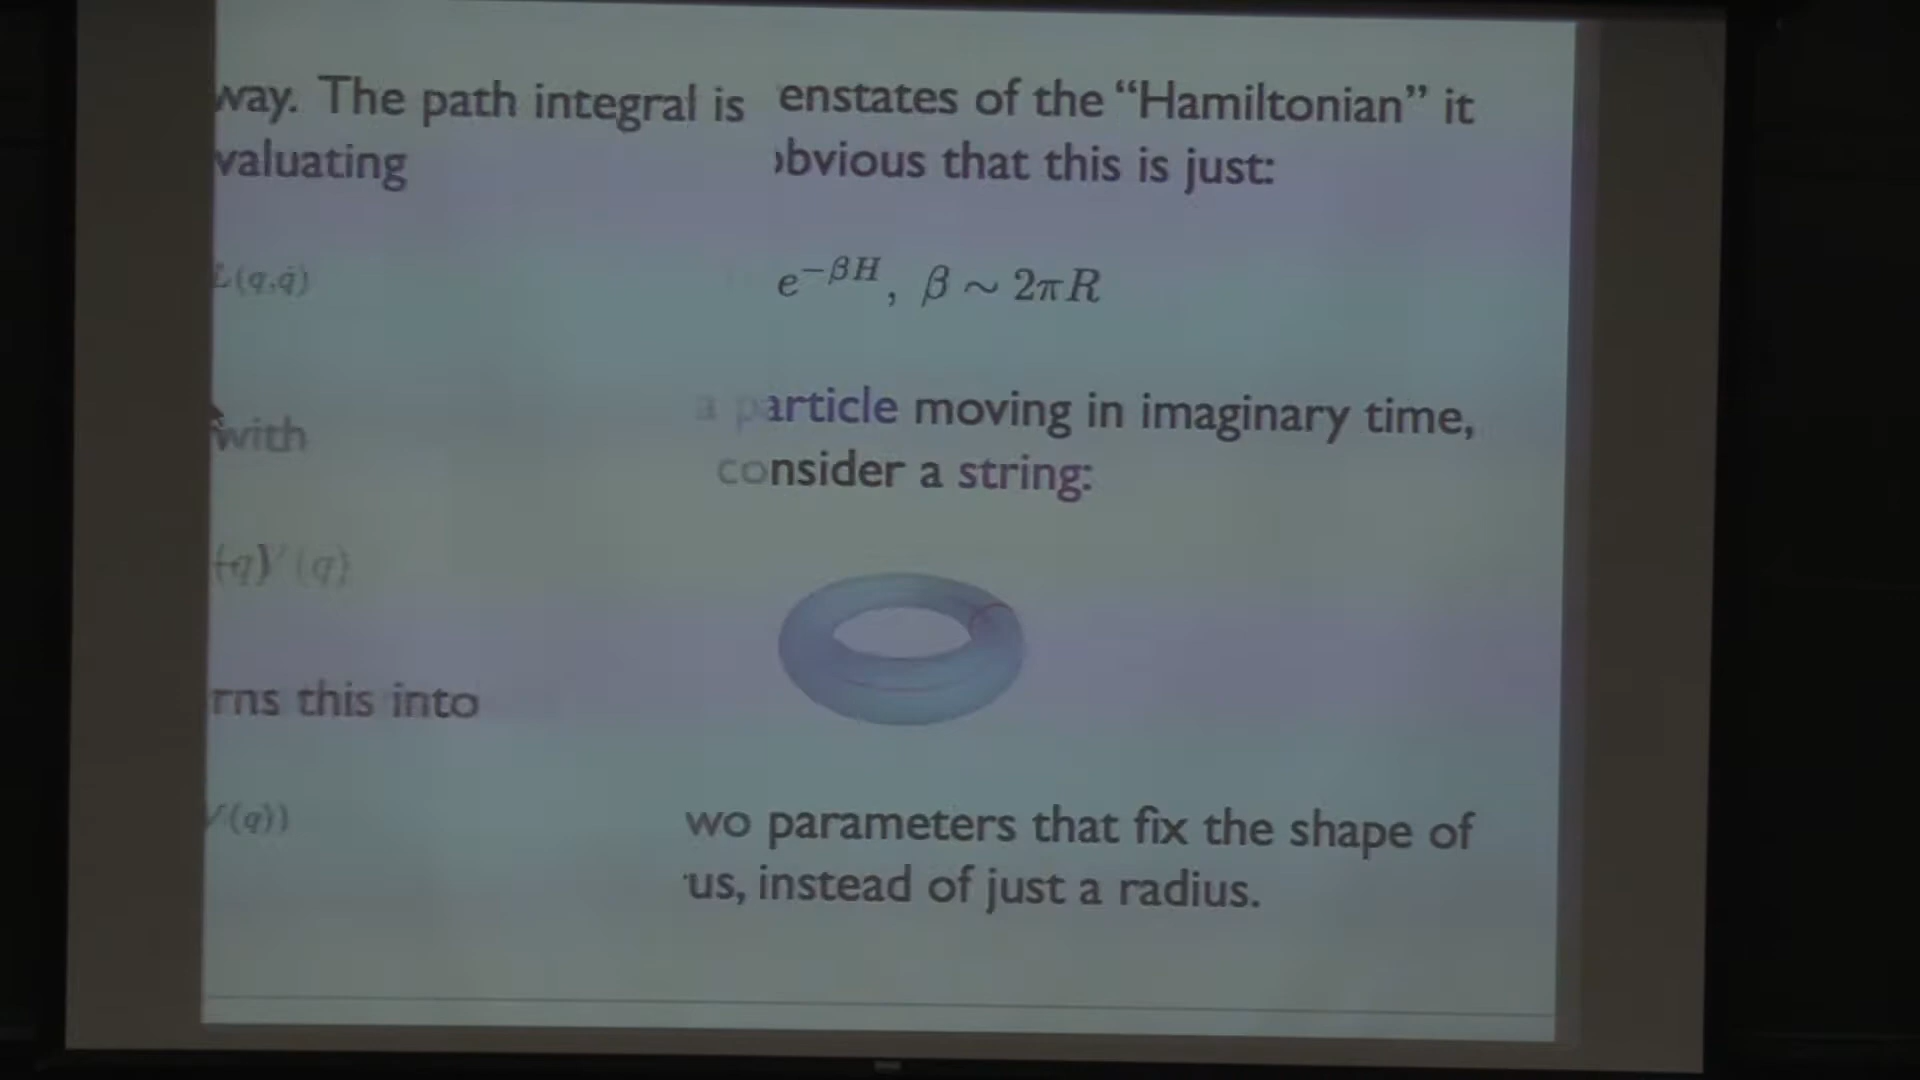 way. The path integral is
valuating
L(q,q̇)
with
(q)
rns this into
(q))
enstates of the “Hamiltonian” it
obvious that this is just:
e^{-βH}, β ~ 2πR
a particle moving in imaginary time,
consider a string:
wo parameters that fix the shape of
us, instead of just a radius.